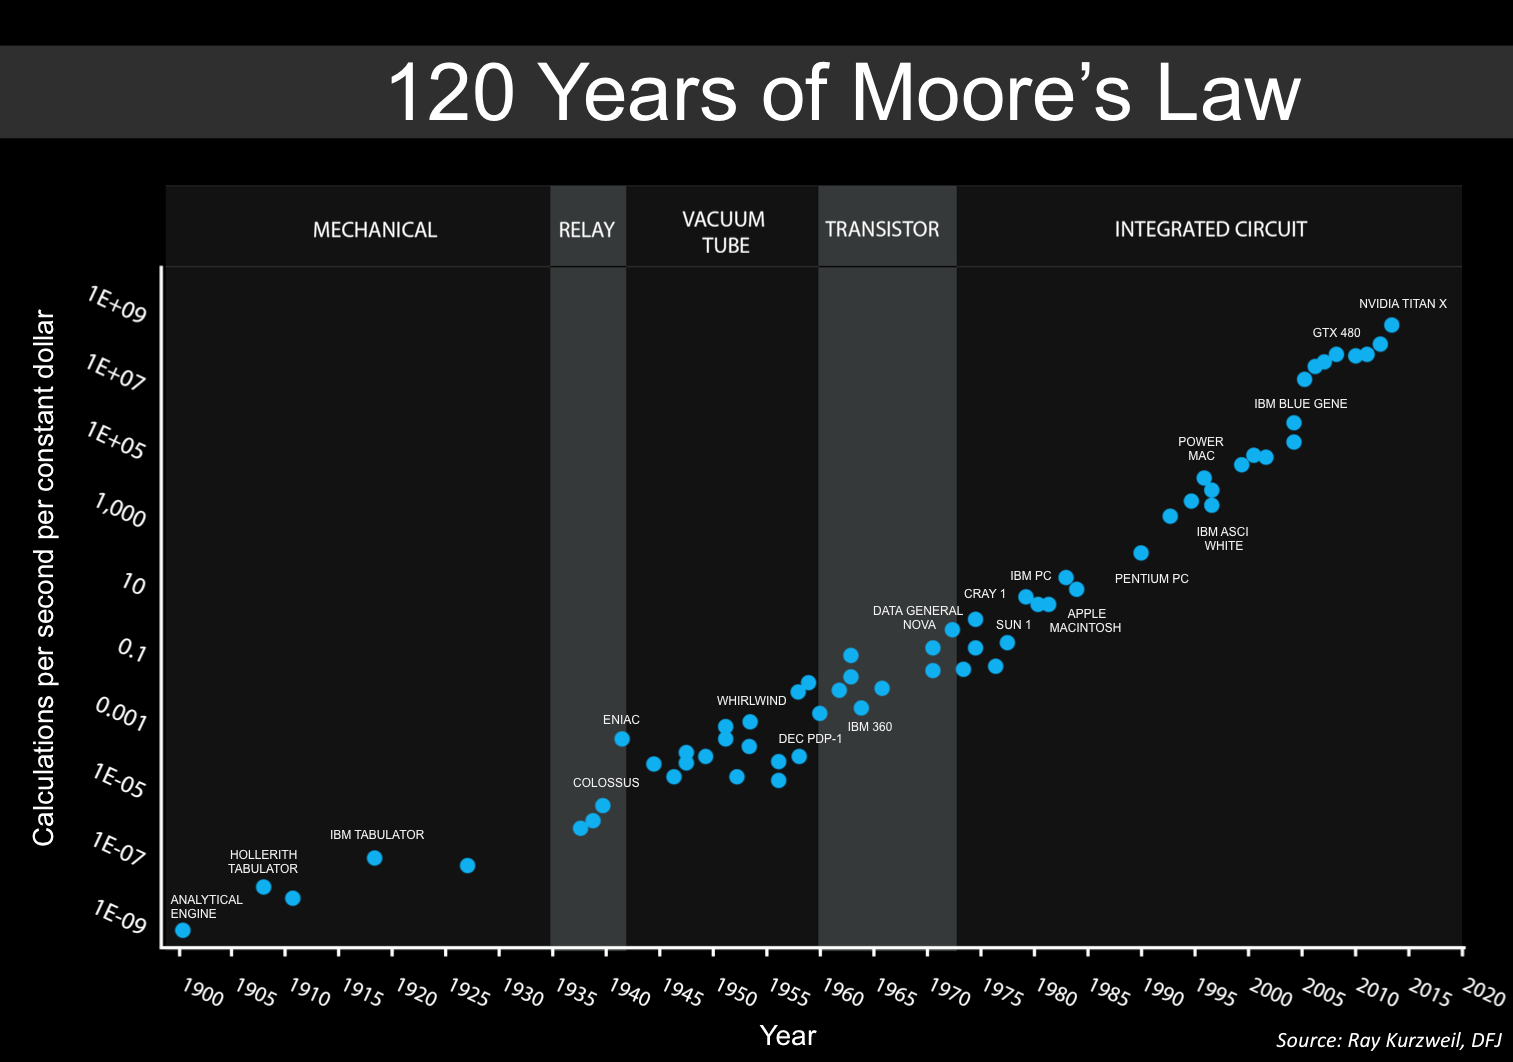 120 Years of Moore’s Law
MECHANICAL
RELAY
VACUUM
TUBE
TRANSISTOR
INTEGRATED CIRCUIT
Calculations per second per constant dollar
1E+09
1E+07
1E+05
1,000
10
0.1
0.001
1E-05
1E-07
1E-09
ANALYTICAL
ENGINE
HOLLERITH
TABULATOR
IBM TABULATOR
COLOSSUS
ENIAC
WHIRLWIND
DEC PDP-1
IBM 360
DATA GENERAL
NOVA
CRAY 1
SUN 1
IBM PC
APPLE
MACINTOSH
PENTIUM PC
POWER
MAC
IBM ASCI
WHITE
IBM BLUE GENE
GTX 480
NVIDIA TITAN X
1900
1905
1910
1915
1920
1925
1930
1935
1940
1945
1950
1955
1960
1965
1970
1975
1980
1985
1990
1995
2000
2005
2010
2015
2020
Year
Source: Ray Kurzweil, DFJ